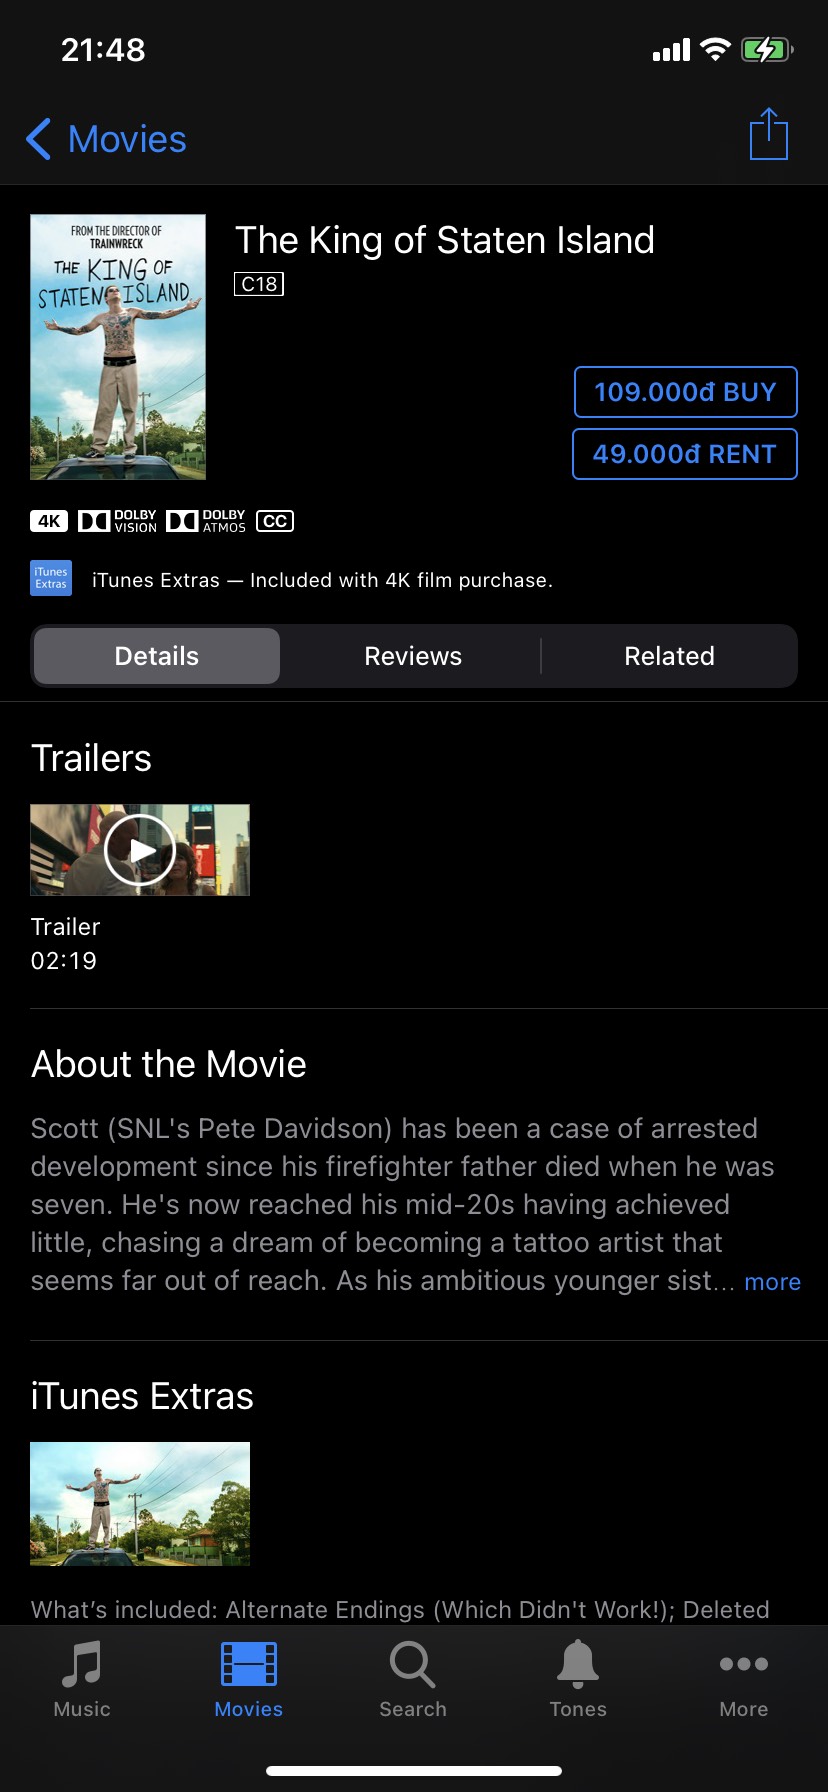 21:48
Movies
FROM THE DIRECTOR OF
TRAINWRECK
THE KING OF
STATEN ISLAND
The King of Staten Island
C18
109.000đ BUY
49.000đ RENT
4K DOLBY VISION DOLBY ATMOS CC
iTunes Extras
iTunes Extras — Included with 4K film purchase.
Details Reviews Related
Trailers
Trailer
02:19
About the Movie
Scott (SNL's Pete Davidson) has been a case of arrested
development since his firefighter father died when he was
seven. He's now reached his mid-20s having achieved
little, chasing a dream of becoming a tattoo artist that
seems far out of reach. As his ambitious younger sist... more
iTunes Extras
What’s included: Alternate Endings (Which Didn't Work!); Deleted
Music Movies Search Tones More